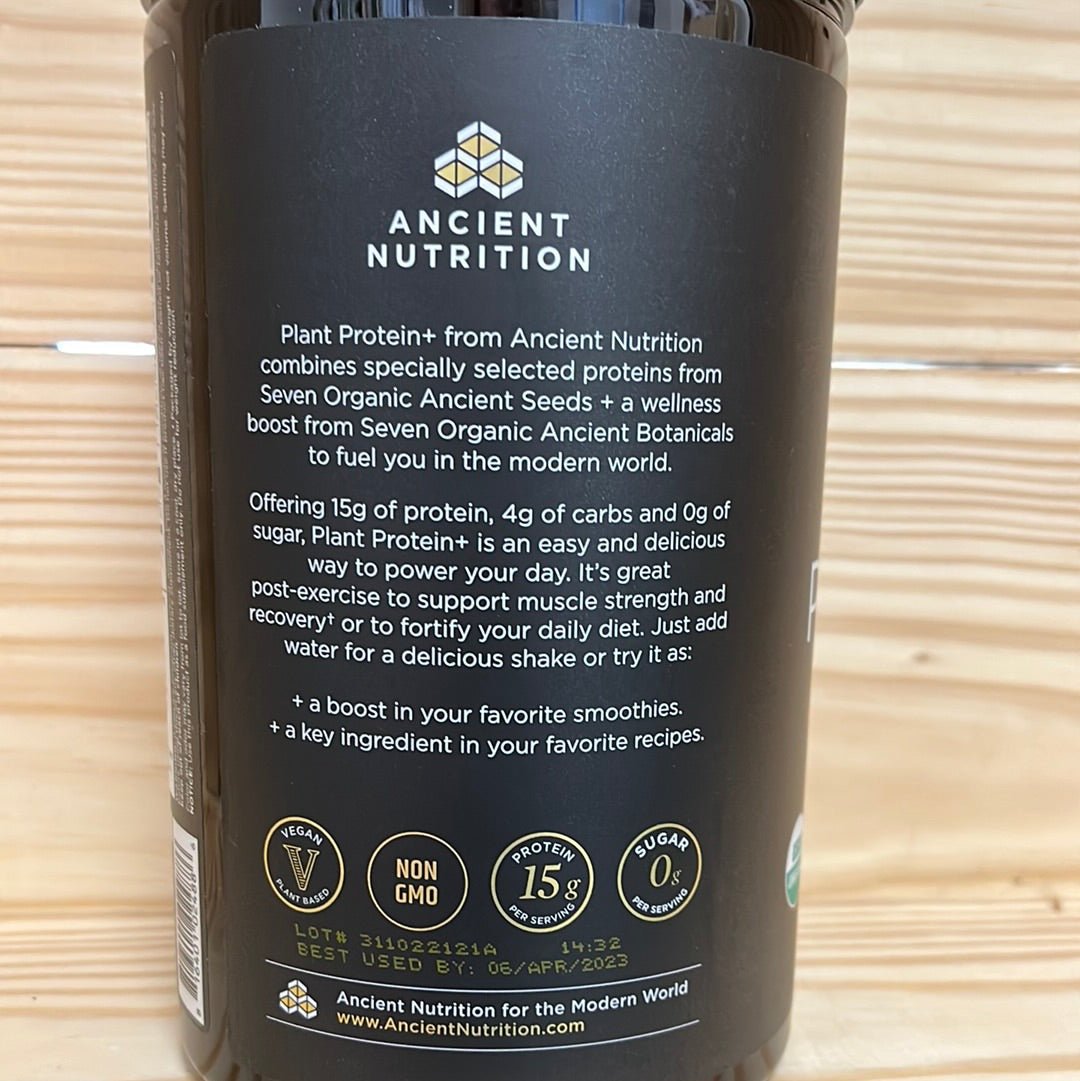 ANCIENT
NUTRITION
Plant Protein+ from Ancient Nutrition
combines specially selected proteins from
Seven Organic Ancient Seeds + a wellness
boost from Seven Organic Ancient Botanicals
to fuel you in the modern world.
Offering 15g of protein, 4g of carbs and 0g of
sugar, Plant Protein+ is an easy and delicious
way to power your day. It's great
post-exercise to support muscle strength and
recovery† or to fortify your daily diet. Just add
water for a delicious shake or try it as:
+ a boost in your favorite smoothies.
+ a key ingredient in your favorite recipes.
VEGAN
V
PLANT BASED
NON
GMO
PROTEIN
15g
PER SERVING
SUGAR
0g
PER SERVING
LOT# 311022121A 14:32
BEST USED BY: 06/APR/2023
Ancient Nutrition for the Modern World
www.AncientNutrition.com